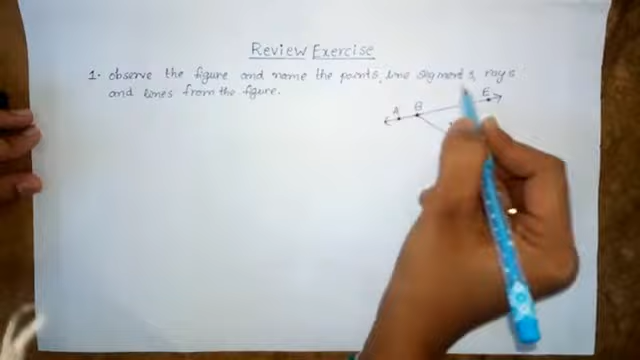 Review Exercise
1. observe the figure and name the points, line segments, rays
and lines from the figure.
A B E